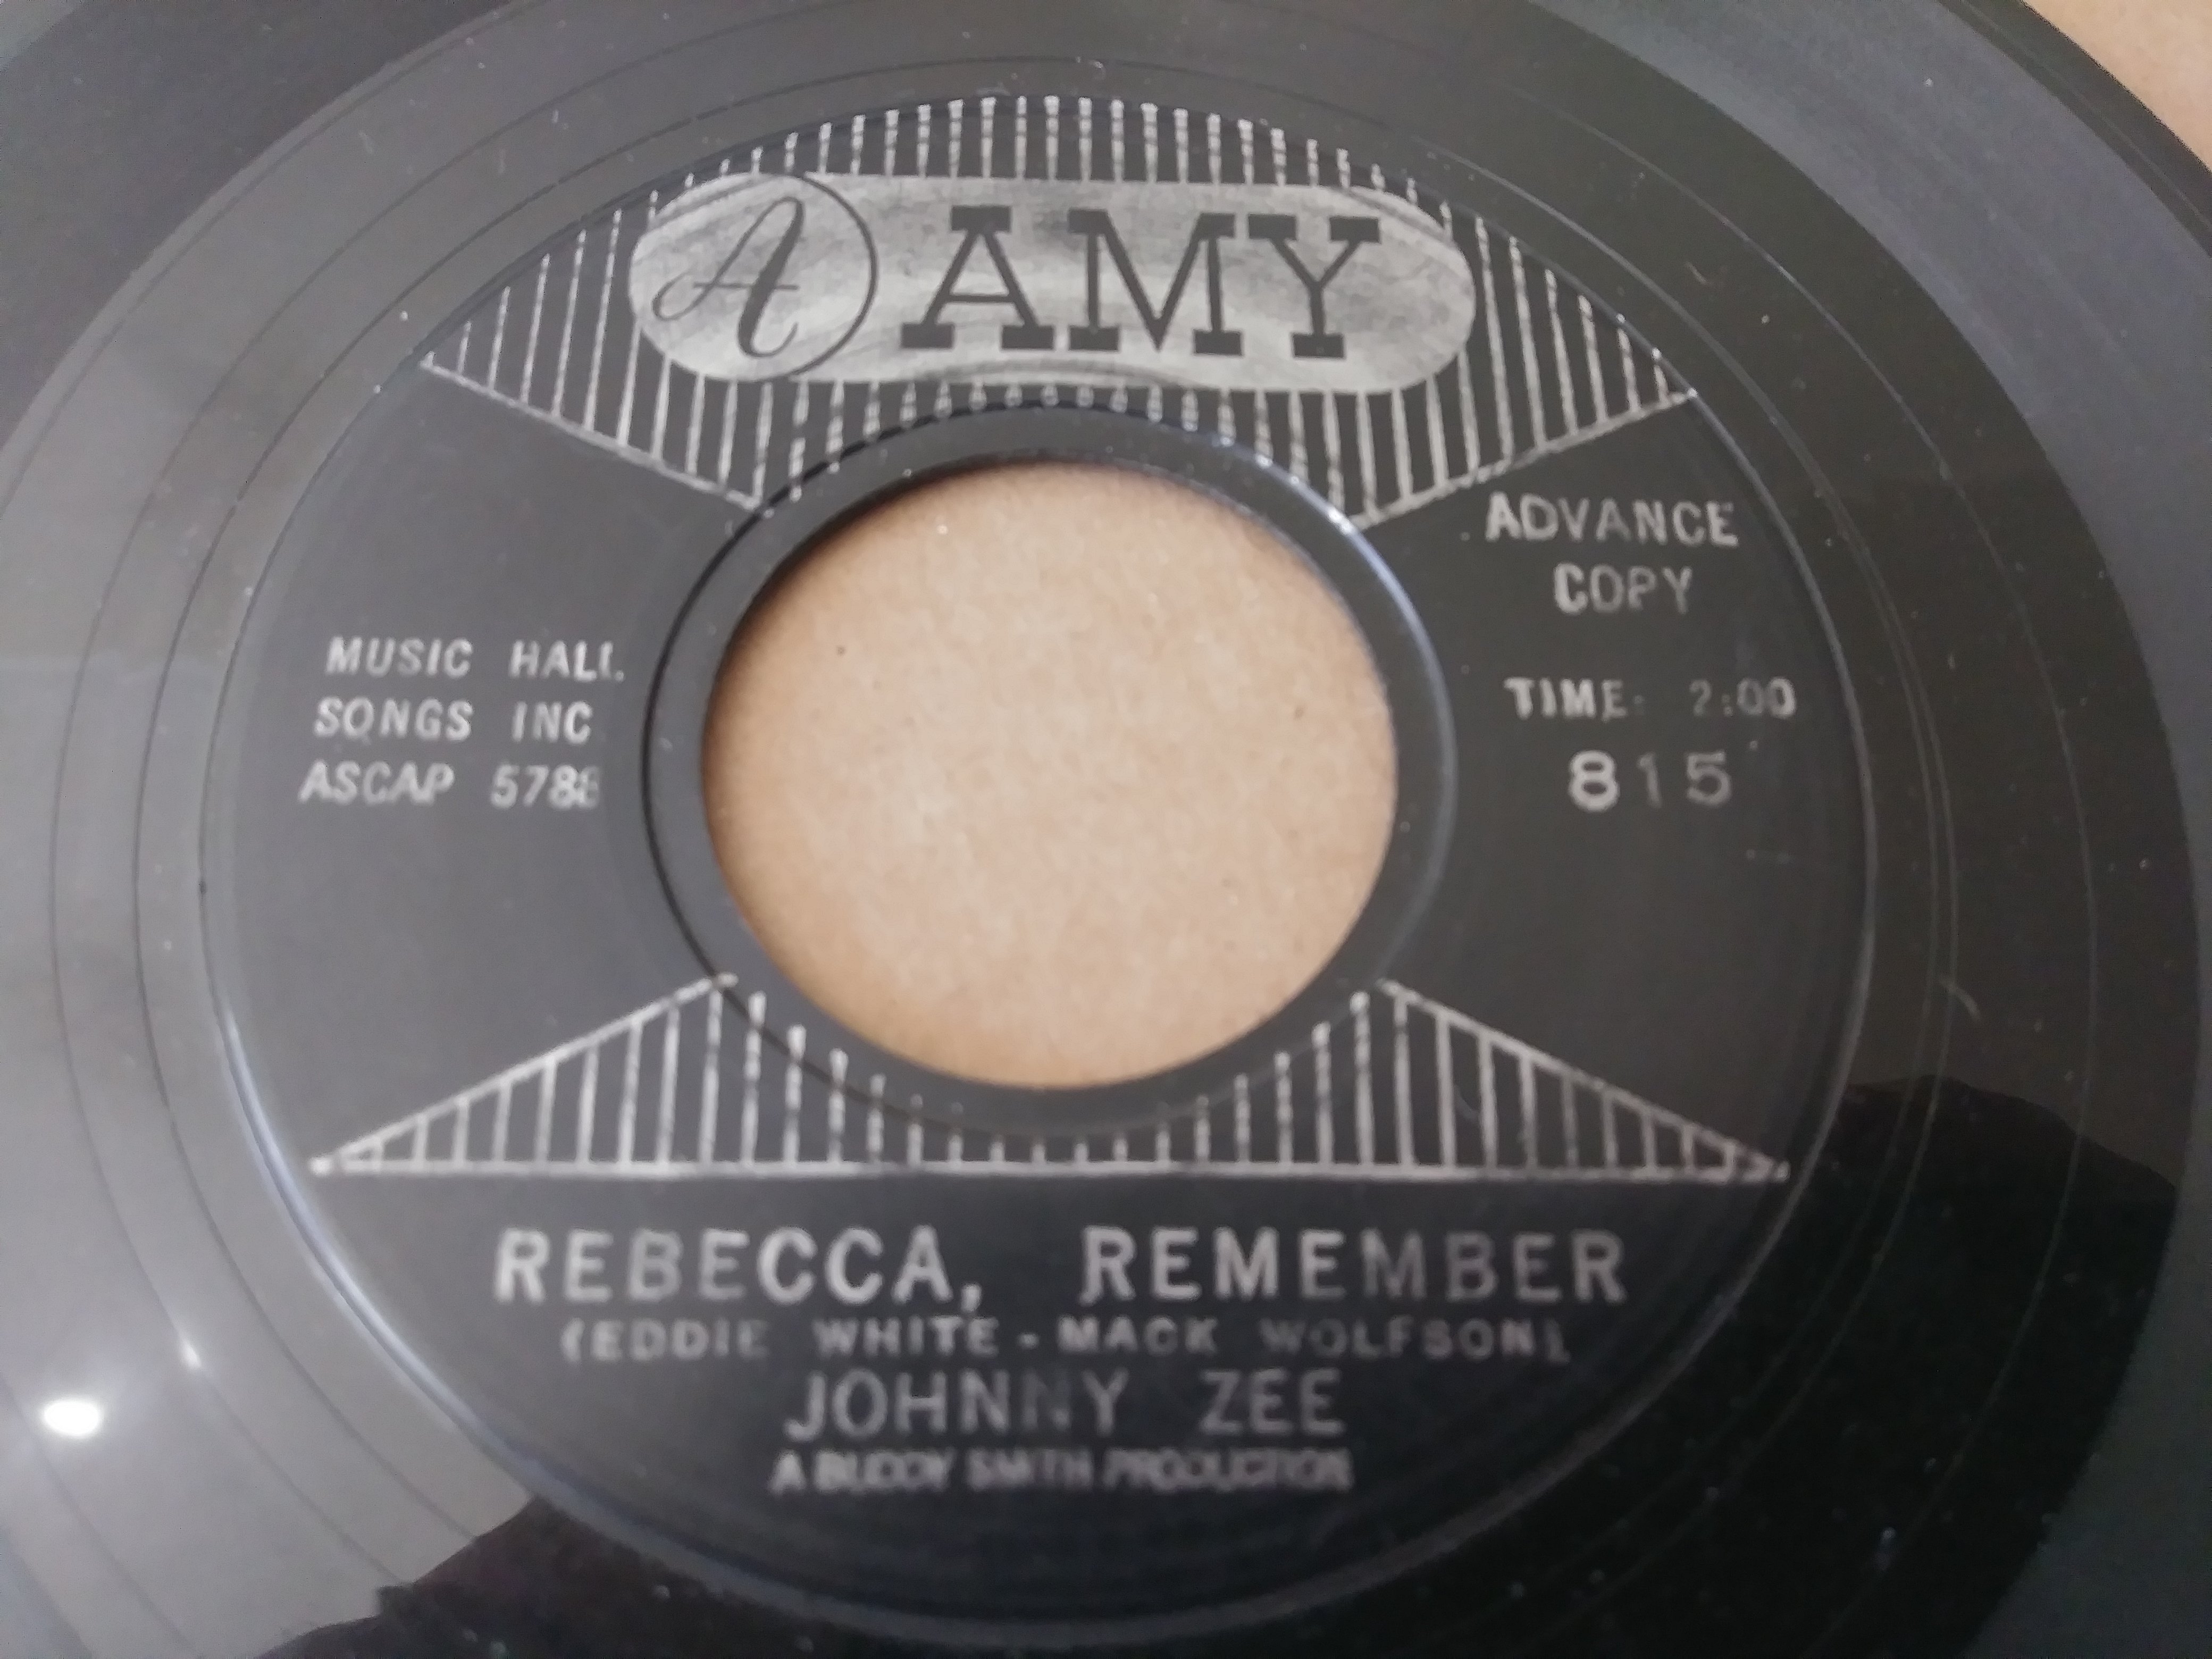 A AMY
ADVANCE
COPY
MUSIC HALL
SONGS INC
ASCAP 5788
TIME: 2:00
815
REBECCA, REMEMBER
(EDDIE WHITE - MACK WOLFSON)
JOHNNY ZEE
A BUDDY SMITH PRODUCTION